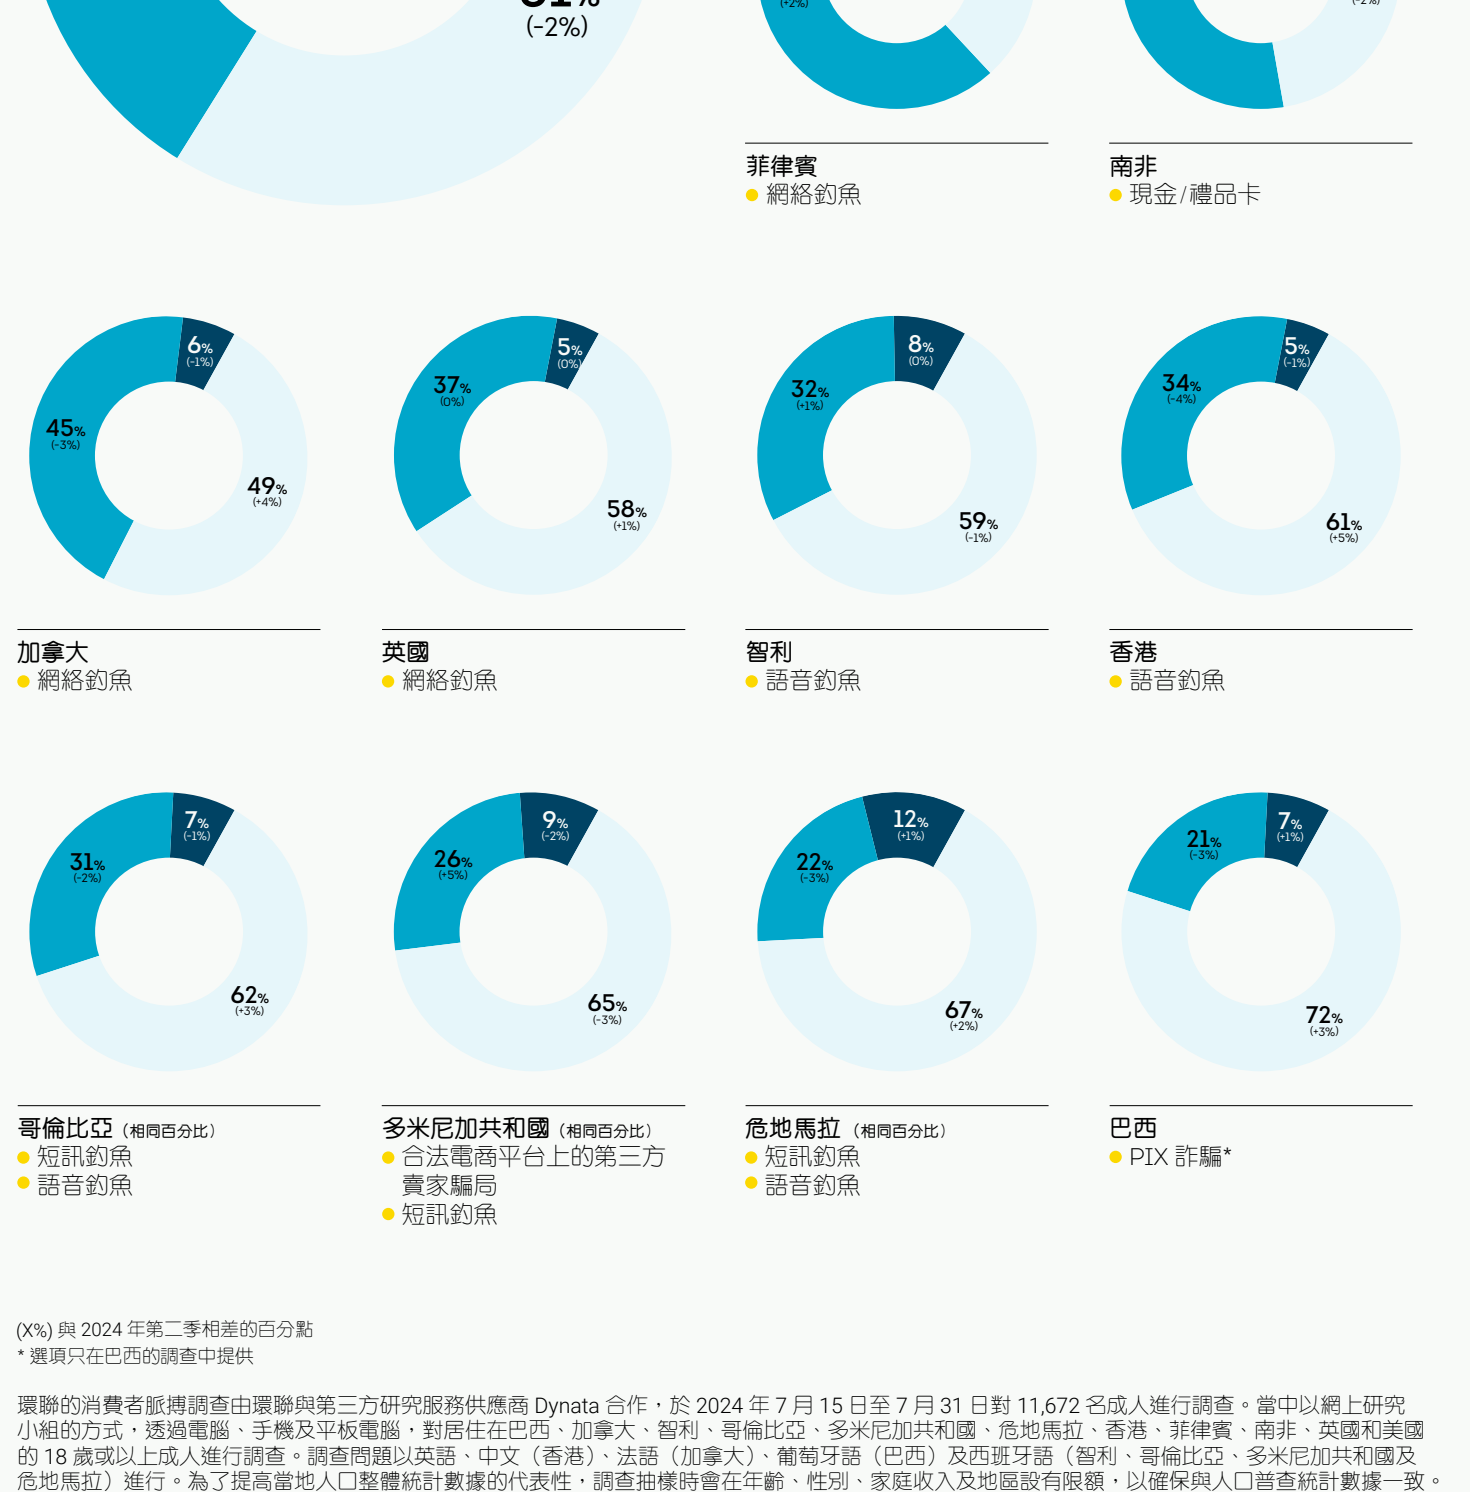 (-2%)
菲律賓
網絡釣魚
南非
現金/禮品卡
6%
(-1%)
45%
(-3%)
49%
(+4%)
5%
(0%)
37%
(0%)
58%
(+1%)
8%
(0%)
32%
(+1%)
59%
(-1%)
5%
(-1%)
34%
(-4%)
61%
(+5%)
加拿大
網絡釣魚
英國
網絡釣魚
智利
語音釣魚
香港
語音釣魚
7%
(-1%)
31%
(-2%)
62%
(+3%)
9%
(-2%)
26%
(+5%)
65%
(-3%)
12%
(+1%)
22%
(-3%)
67%
(+2%)
7%
(+1%)
21%
(-3%)
72%
(+3%)
哥倫比亞（相同百分比）
短訊釣魚
語音釣魚
多米尼加共和國（相同百分比）
合法電商平台上的第三方
賣家騙局
短訊釣魚
危地馬拉（相同百分比）
短訊釣魚
語音釣魚
巴西
PIX 詐騙*
(X%) 與 2024 年第二季相差的百分點
* 選項只在巴西的調查中提供
環聯的消費者脈搏調查由環聯與第三方研究服務供應商 Dynata 合作，於 2024 年 7 月 15 日至 7 月 31 日對 11,672 名成人進行調查。當中以網上研究
小組的方式，透過電腦、手機及平板電腦，對居住在巴西、加拿大、智利、哥倫比亞、多米尼加共和國、危地馬拉、香港、菲律賓、南非、英國和美國
的 18 歲或以上成人進行調查。調查問題以英語、中文（香港）、法語（加拿大）、葡萄牙語（巴西）及西班牙語（智利、哥倫比亞、多米尼加共和國及
危地馬拉）進行。為了提高當地人口整體統計數據的代表性，調查抽樣時會在年齡、性別、家庭收入及地區設有限額，以確保與人口普查統計數據一致。